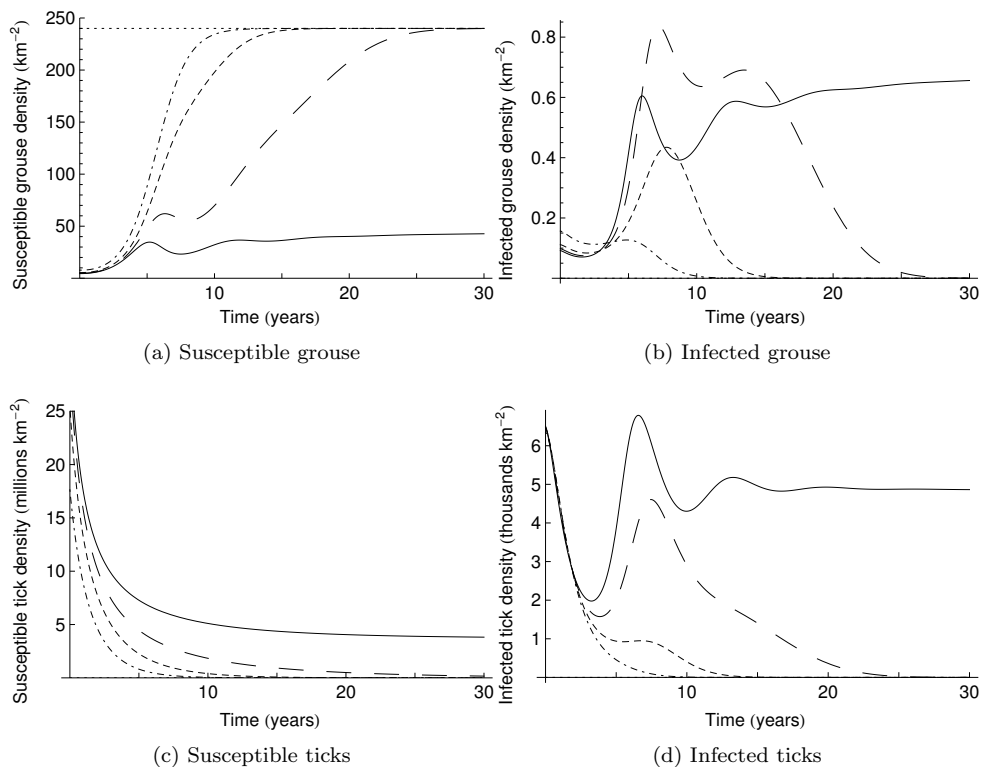 Susceptible grouse density (km⁻²)
250
200
150
100
50
10
20
30
Time (years)
(a) Susceptible grouse
Infected grouse density (km⁻²)
0.8
0.6
0.4
0.2
10
20
30
Time (years)
(b) Infected grouse
Susceptible tick density (millions km⁻²)
25
20
15
10
5
10
20
30
Time (years)
(c) Susceptible ticks
Infected tick density (thousands km⁻²)
6
5
4
3
2
1
10
20
30
Time (years)
(d) Infected ticks